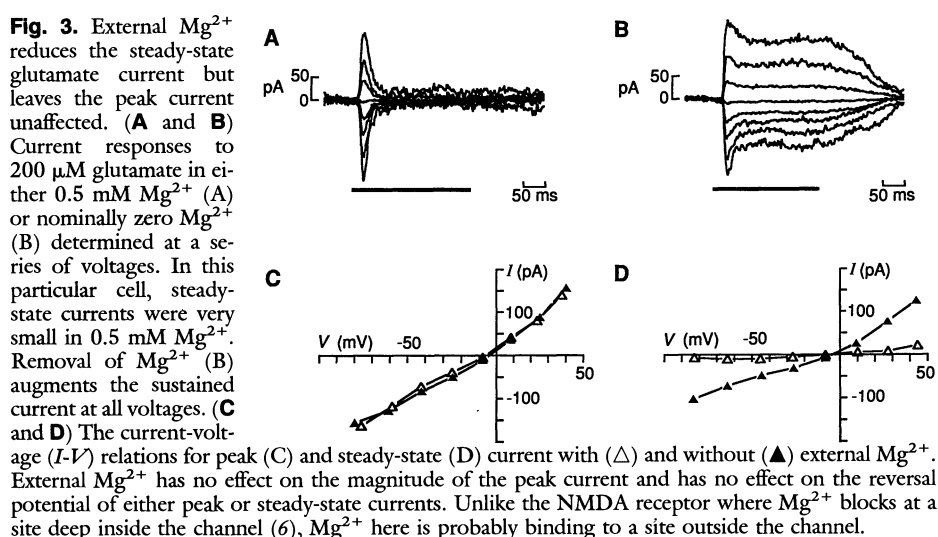 Fig. 3. External Mg²⁺
reduces the steady-state
glutamate current but
leaves the peak current
unaffected. (A and B)
Current responses to
200 μM glutamate in ei-
ther 0.5 mM Mg²⁺ (A)
or nominally zero Mg²⁺
(B) determined at a se-
ries of voltages. In this
particular cell, steady-
state currents were very
small in 0.5 mM Mg²⁺.
Removal of Mg²⁺ (B)
augments the sustained
current at all voltages. (C
and D) The current-volt-
age (I-V) relations for peak (C) and steady-state (D) current with (△) and without (▲) external Mg²⁺.
External Mg²⁺ has no effect on the magnitude of the peak current and has no effect on the reversal
potential of either peak or steady-state currents. Unlike the NMDA receptor where Mg²⁺ blocks at a
site deep inside the channel (6), Mg²⁺ here is probably binding to a site outside the channel.
A
50
pA
0
50 ms
B
50
pA
0
50 ms
C
I (pA)
100
V (mV) -50
50
-100
D
I (pA)
100
V (mV) -50
50
-100